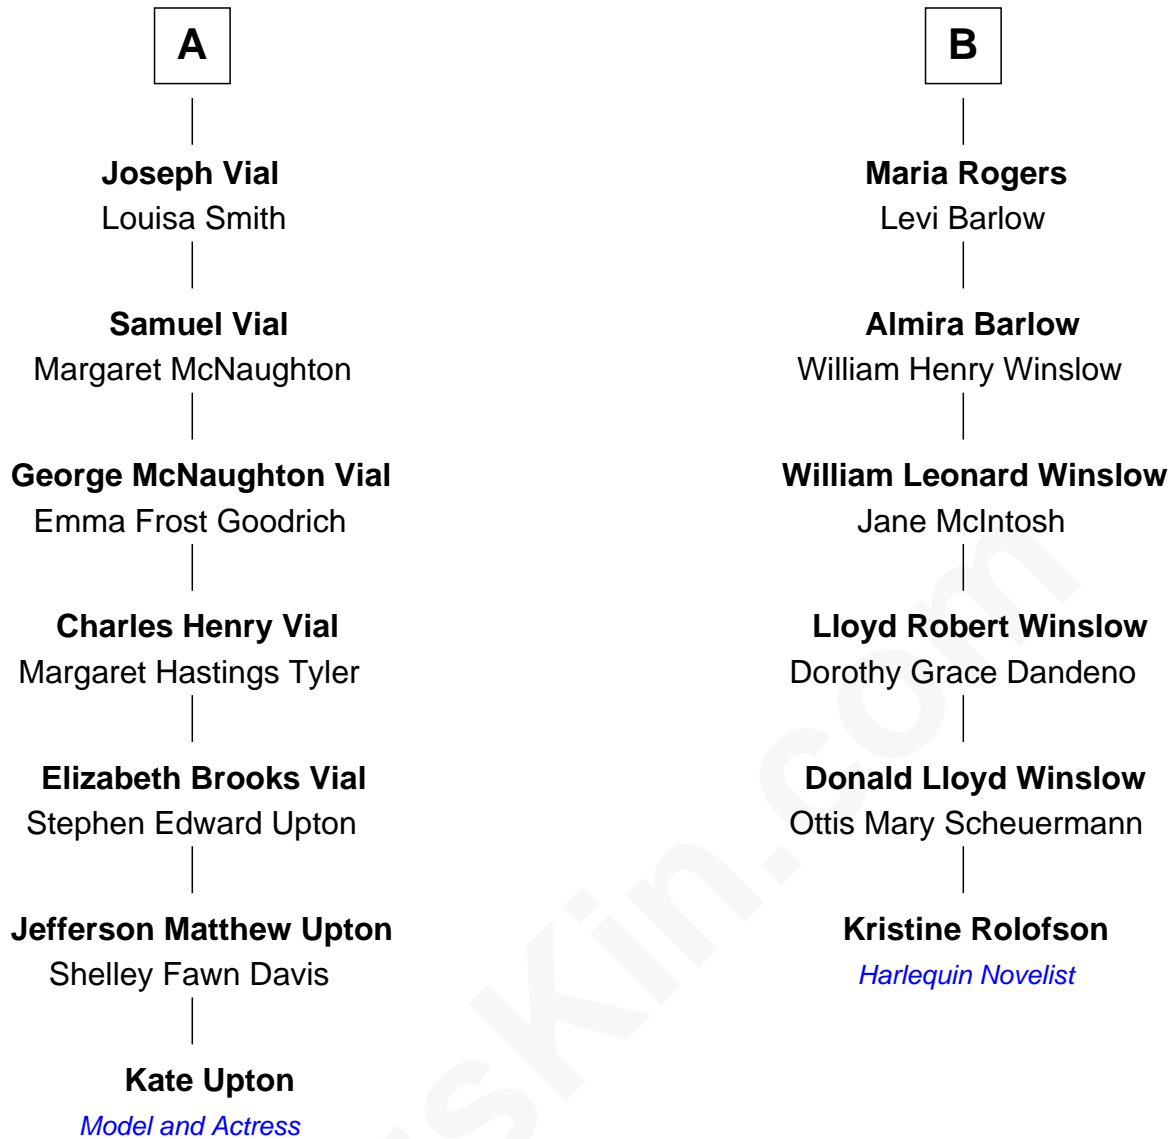 A
Joseph Vial
Louisa Smith
Samuel Vial
Margaret McNaughton
George McNaughton Vial
Emma Frost Goodrich
Charles Henry Vial
Margaret Hastings Tyler
Elizabeth Brooks Vial
Stephen Edward Upton
Jefferson Matthew Upton
Shelley Fawn Davis
Kate Upton
Model and Actress
B
Maria Rogers
Levi Barlow
Almira Barlow
William Henry Winslow
William Leonard Winslow
Jane McIntosh
Lloyd Robert Winslow
Dorothy Grace Dandeno
Donald Lloyd Winslow
Ottis Mary Scheuermann
Kristine Rolofson
Harlequin Novelist